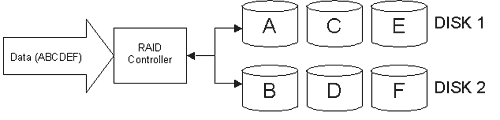 Data (ABCDEF)
RAID
Controller
A C E DISK 1
B D F DISK 2